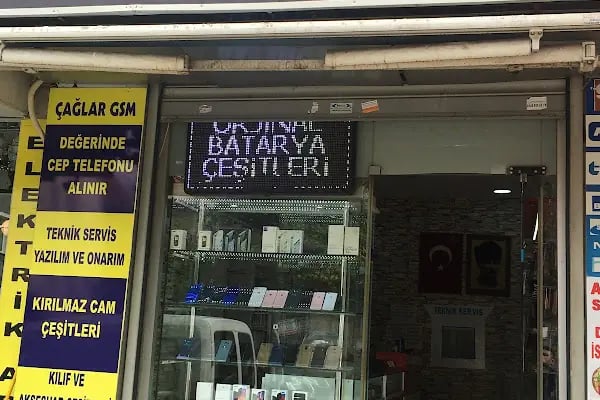 ÇAĞLAR GSM
DEĞERİNDE
CEP TELEFONU
ALINIR
TEKNİK SERVİS
YAZILIM VE ONARIM
KIRILMAZ CAM
ÇEŞİTLERİ
KILIF VE
ELEKTRİK
ORJİNAL
BATARYA
ÇEŞİTLERİ
TEKNİK SERVİS